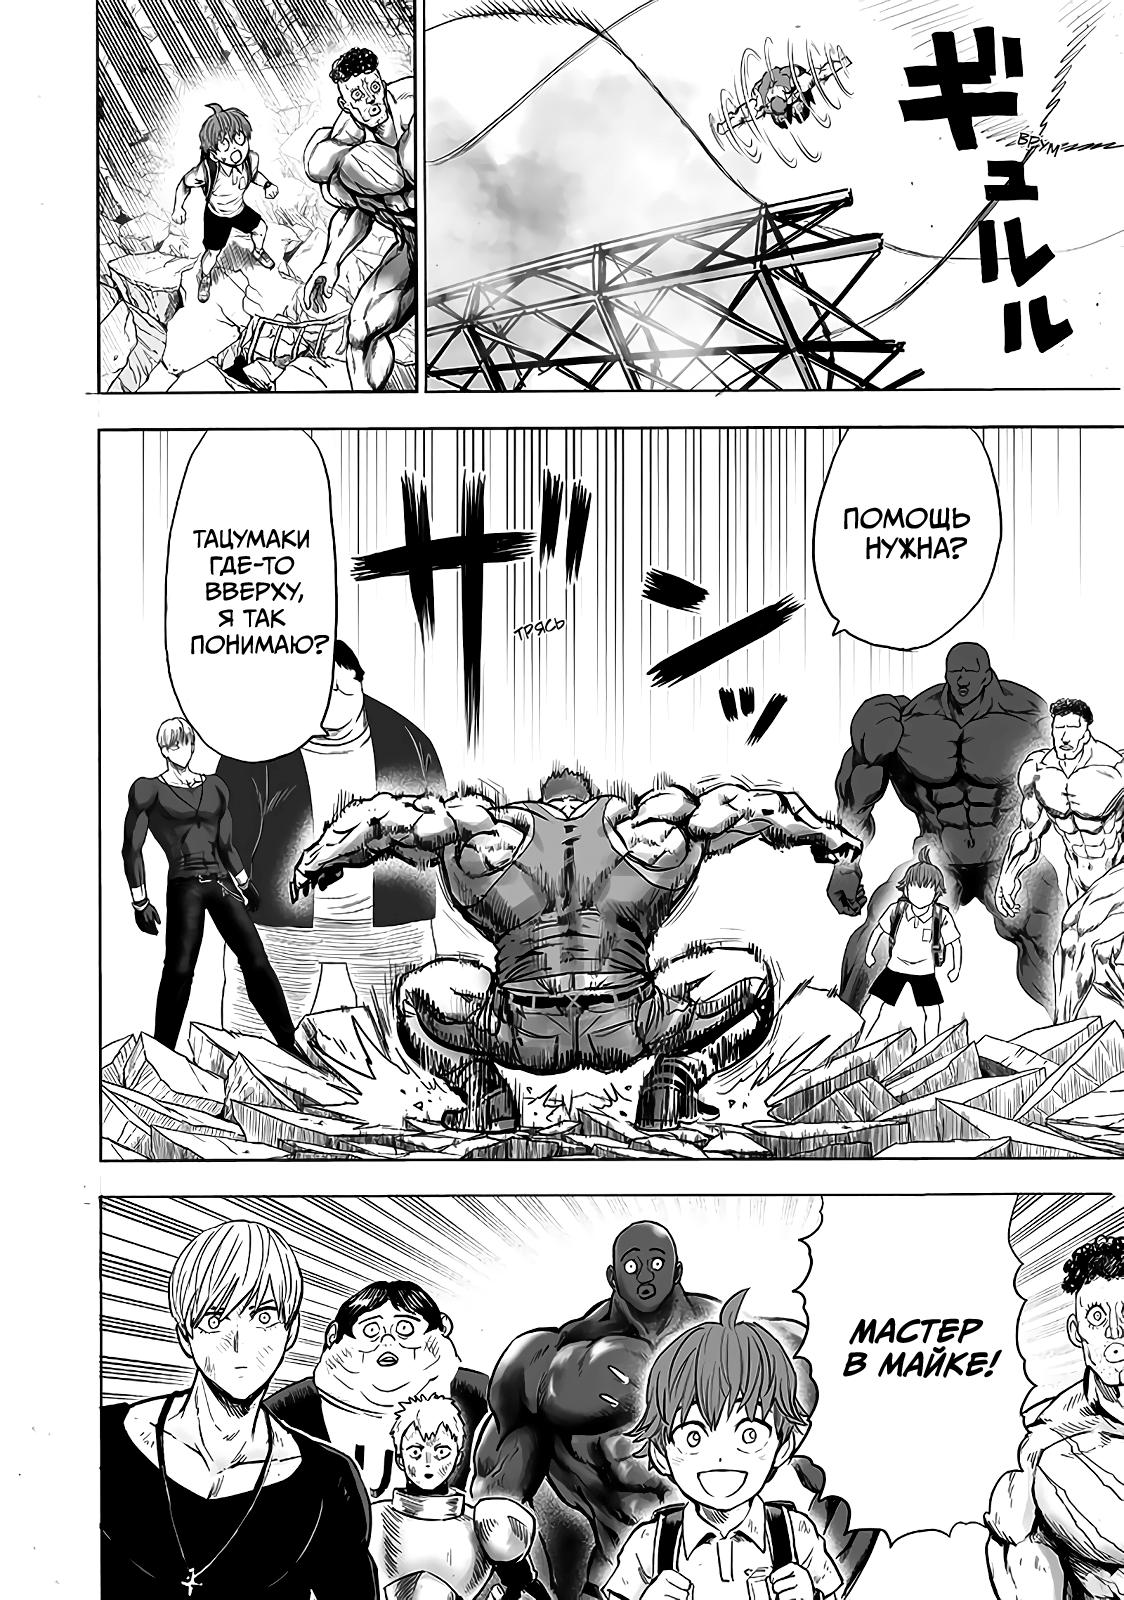 ギュルルル
ВРУМ
ПОМОЩЬ
НУЖНА?
ザンッ
ТРЯСЬ
ТАЦУМАКИ
ГДЕ-ТО
ВВЕРХУ,
Я ТАК
ПОНИМАЮ?
МАСТЕР
В МАЙКЕ!